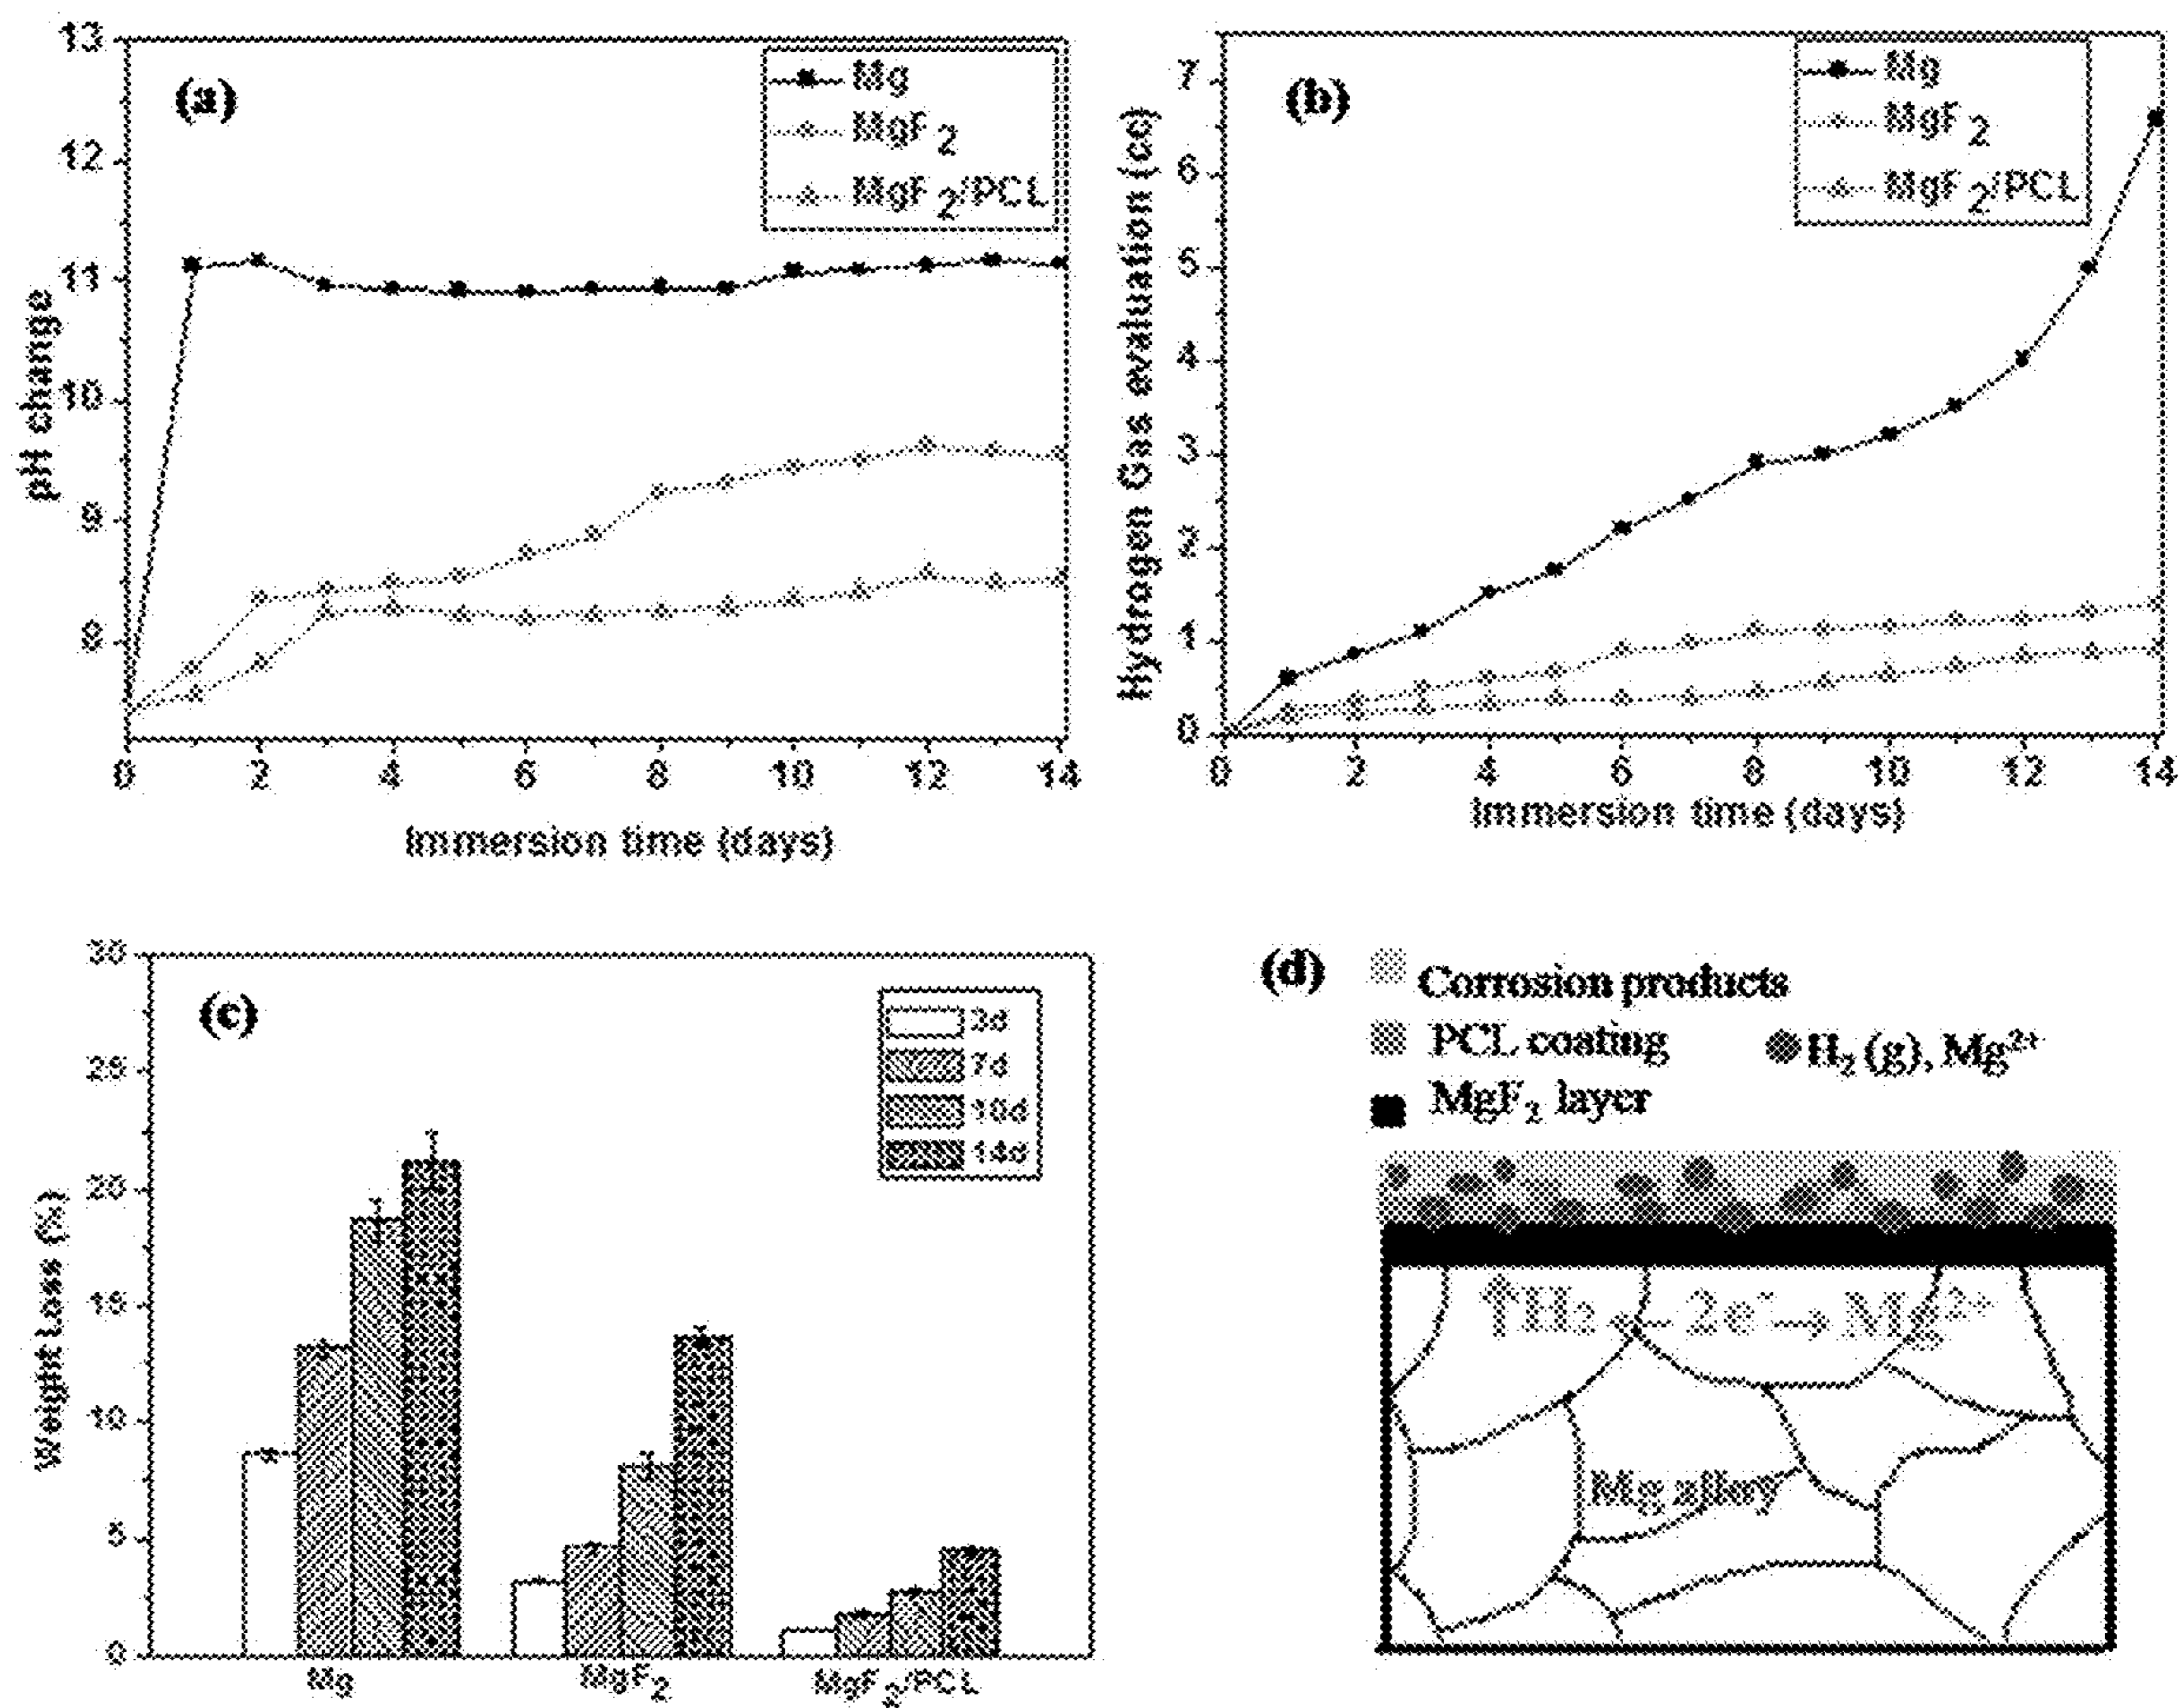 (a)
Mg
MgF2
MgF2/PCL
13
12
11
10
9
8
pH change
0 2 4 6 8 10 12 14
Immersion time (days)
(b)
Mg
MgF2
MgF2/PCL
7
6
5
4
3
2
1
0
Hydrogen Gas evaluation (cc)
0 2 4 6 8 10 12 14
Immersion time (days)
(c)
3d
7d
10d
14d
30
25
20
15
10
5
0
Weight Loss (%)
Mg MgF2 MgF2/PCL
(d)
Corrosion products
PCL coating
H2 (g), Mg2+
MgF2 layer
↑H2 ← 2e- → Mg2+
Mg alloy